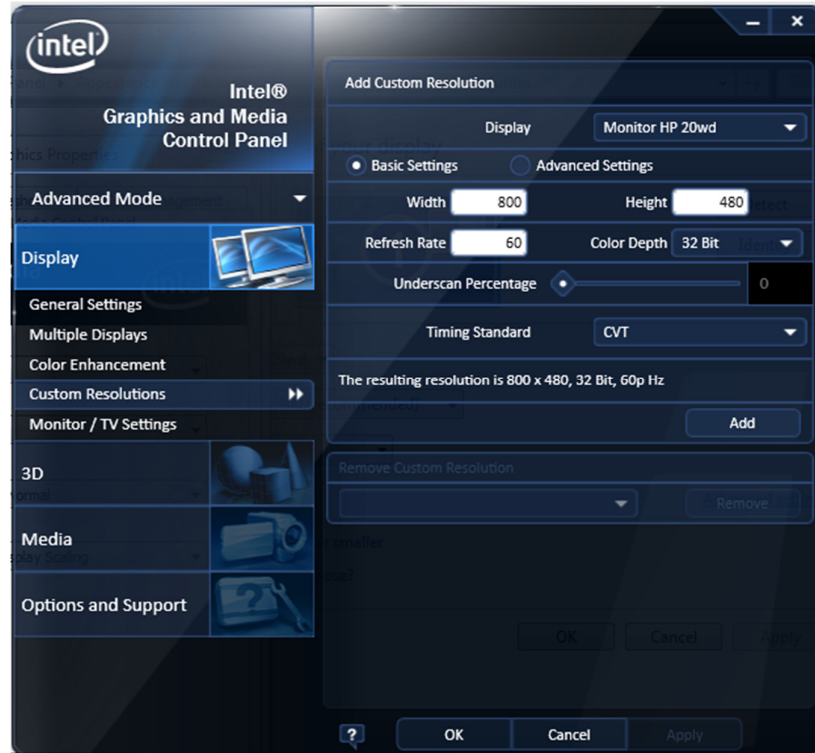 intel
Intel®
Graphics and Media
Control Panel
Advanced Mode
Display
General Settings
Multiple Displays
Color Enhancement
Custom Resolutions
Monitor / TV Settings
3D
Media
Options and Support
Add Custom Resolution
Display Monitor HP 20wd
Basic Settings Advanced Settings
Width 800 Height 480
Refresh Rate 60 Color Depth 32 Bit
Underscan Percentage 0
Timing Standard CVT
The resulting resolution is 800 x 480, 32 Bit, 60p Hz
Add
Remove Custom Resolution
Remove
OK Cancel Apply
? OK Cancel Apply